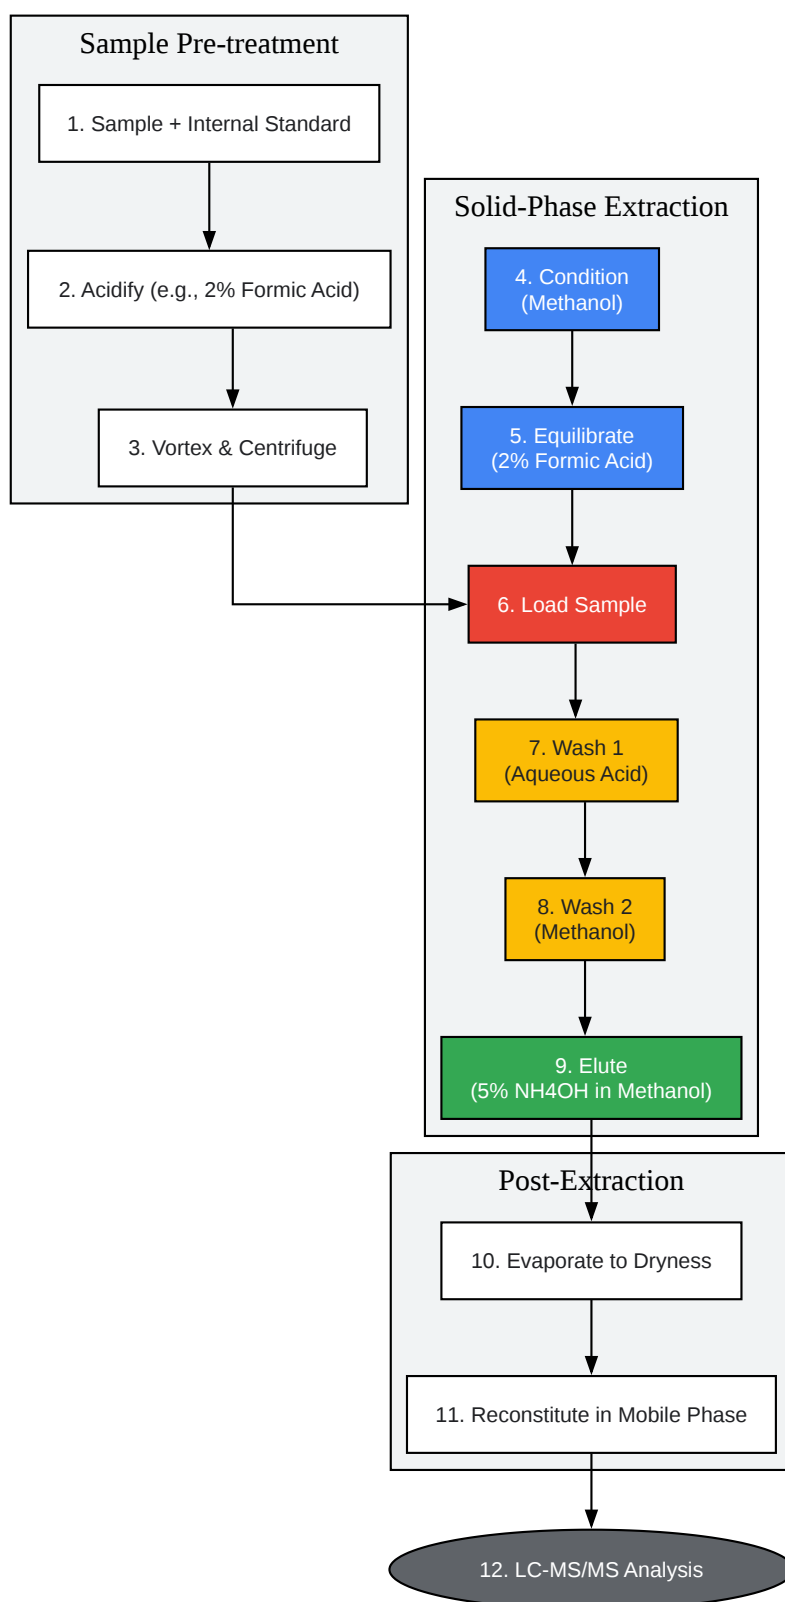 Sample Pre-treatment
1. Sample + Internal Standard
2. Acidify (e.g., 2% Formic Acid)
3. Vortex & Centrifuge
Solid-Phase Extraction
4. Condition
(Methanol)
5. Equilibrate
(2% Formic Acid)
6. Load Sample
7. Wash 1
(Aqueous Acid)
8. Wash 2
(Methanol)
9. Elute
(5% NH4OH in Methanol)
Post-Extraction
10. Evaporate to Dryness
11. Reconstitute in Mobile Phase
12. LC-MS/MS Analysis